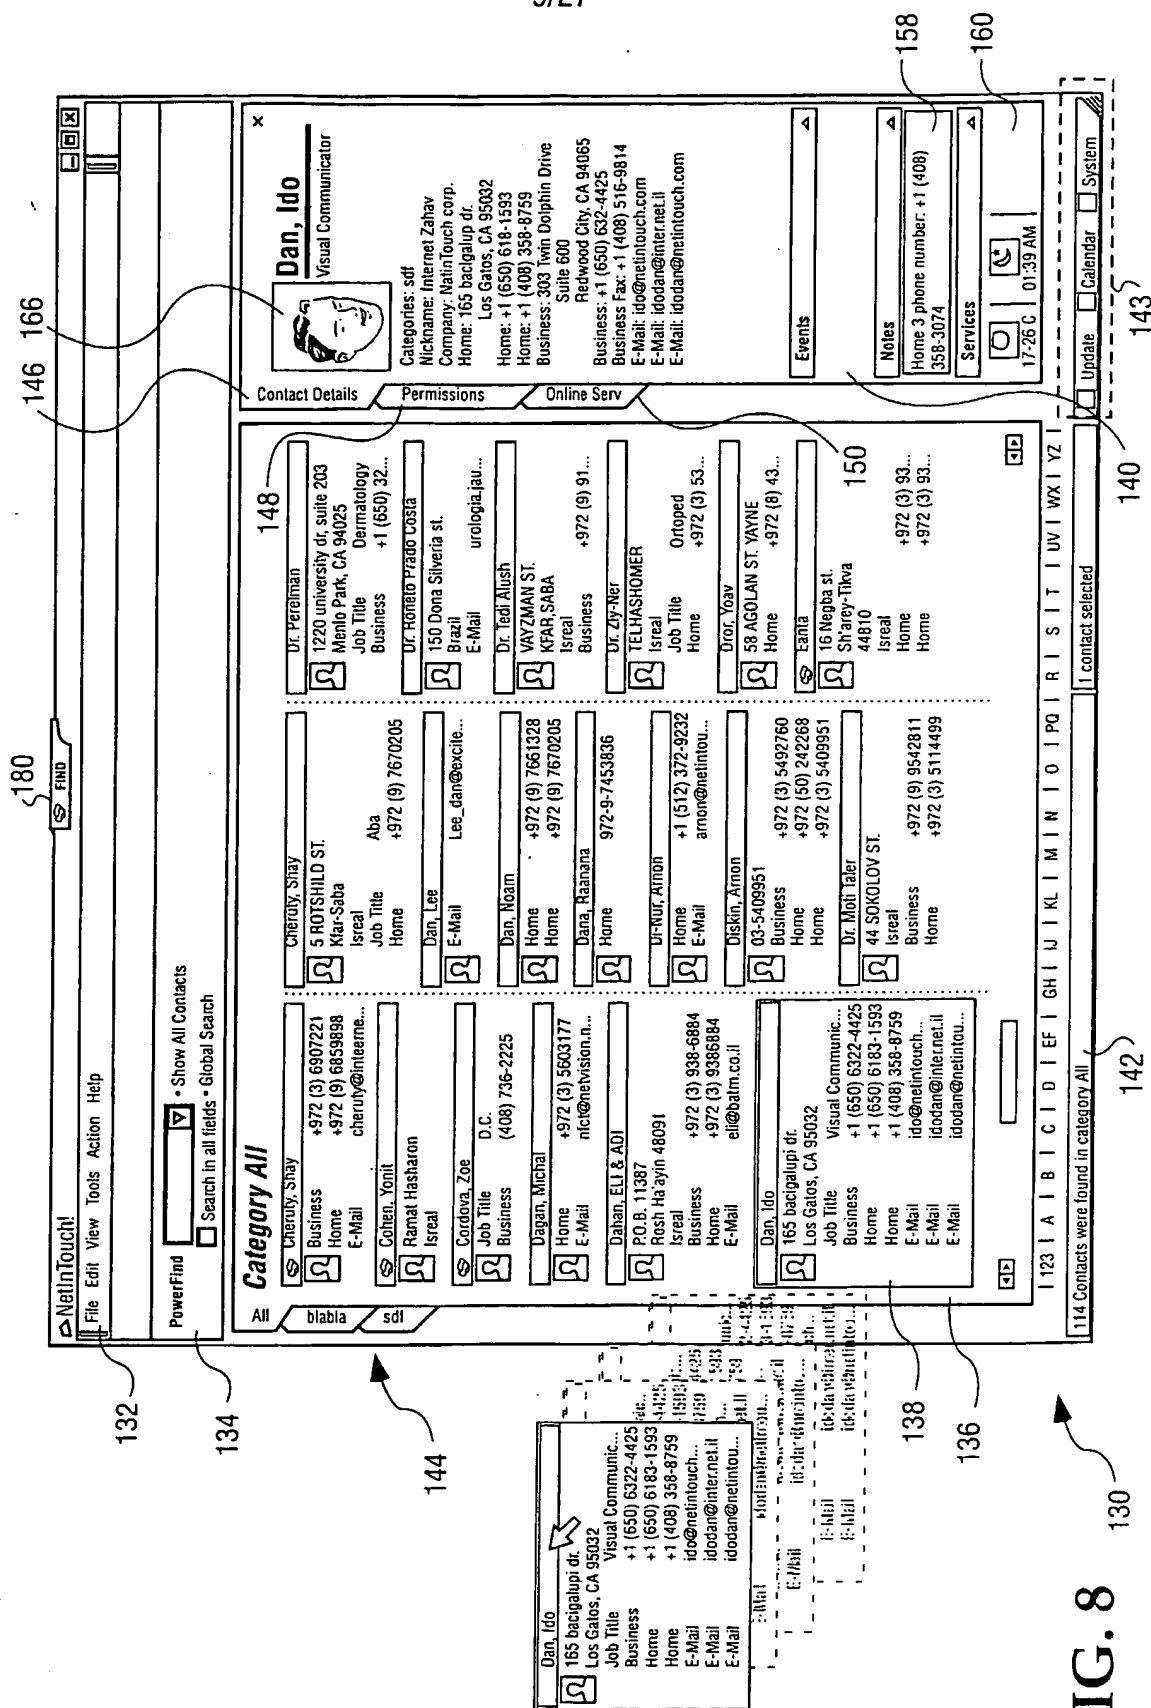 9/27
180
NetInTouch!
FIND
File Edit View Tools Action Help
132
PowerFind
• Show All Contacts
Search in all fields • Global Search
134
144
All
blabla
sdf
Category All
Cheruty, Shay
Business +972 (3) 6907221
Home +972 (9) 6859898
E-Mail cheruty@inteerne...
Cohen, Yonit
Ramat Hasharon
Isreal
Cordova, Zoe
Job Title D.C.
Business (408) 736-2225
Dagan, Michal
Home +972 (3) 5603177
E-Mail nict@netvision.n...
Dahan, ELI & ADI
P.O.B. 11387
Rosh Ha'ayin 48091
Isreal
Business +972 (3) 938-6884
Home +972 (3) 9386884
E-Mail eli@batm.co.il
Dan, Ido
165 bacigalupi dr.
Los Gatos, CA 95032
Job Title Visual Communic...
Business +1 (650) 6322-4425
Home +1 (650) 6183-1593
Home +1 (408) 358-8759
E-Mail ido@netintouch...
E-Mail idodan@inter.net.il
E-Mail idodan@netintou...
Cheruty, Shay
5 ROTSHILD ST.
Kfar-Saba
Isreal
Job Title Aba
Home +972 (9) 7670205
Dan, Lee
E-Mail Lee_dan@excite...
Dan, Noam
Home +972 (9) 7661328
Home +972 (9) 7670205
Dana, Raanana
Home 972-9-7453836
Di-Nur, Arnon
Home +1 (512) 372-9232
E-Mail arnon@netintou...
Diskin, Arnon
03-5409951
Business +972 (3) 5492760
Home +972 (50) 242268
Home +972 (3) 5409951
Dr. Moti Taler
44 SOKOLOV ST.
Isreal
Business +972 (9) 9542811
Home +972 (3) 5114499
Dr. Perelman
1220 university dr, suite 203
Menlo Park, CA 94025
Job Title Dermatology
Business +1 (650) 32...
Dr. Roneto Prado Costa
150 Dona Silveria st.
Brazil
E-Mail urologia.jau...
Dr. Tedi Alush
VAYZMAN ST.
KFAR,SABA
Isreal
Business +972 (9) 91...
Dr. Ziy-Ner
TELHASHOMER
Isreal
Job Title Ortoped
Home +972 (3) 53...
Dror, Yoav
58 AGOLAN ST. YAYNE
Home +972 (8) 43...
Eanta
16 Negba st.
Sh'arey-Tikva
44810
Isreal
Home +972 (3) 93...
Home +972 (3) 93...
| 123 | A | B | C | D | EF | GH | IJ | KL | M | N | O | PQ | R | S | T | UV | WX | YZ |
114 Contacts were found in category All
1 contact selected
Update Calendar System
146
166
Contact Details
148
Permissions
Online Serv
150
Dan, Ido
Visual Communicator
Categories: sdf
Nickname: Internet Zahav
Company: NatinTouch corp.
Home: 165 bacigalup dr.
Los Gatos, CA 95032
Home: +1 (650) 618-1593
Home: +1 (408) 358-8759
Business: 303 Twin Dolphin Drive
Suite 600
Redwood City, CA 94065
Business: +1 (650) 632-4425
Business Fax: +1 (408) 516-9814
E-Mail: ido@netintouch.com
E-Mail: idodan@inter.net.il
E-Mail: idodan@netintouch.com
Events
Notes
Home 3 phone number: +1 (408)
358-3074
Services
17-26 C 01:39 AM
158
160
143
140
142
138
136
130
Dan, Ido
165 bacigalupi dr.
Los Gatos, CA 95032
Job Title Visual Communic...
Business +1 (650) 6322-4425
Home +1 (650) 6183-1593
Home +1 (408) 358-8759
E-Mail ido@netintouch...
E-Mail idodan@inter.net.il
E-Mail idodan@netintou...
E-Mail
E-Mail
E-Mail
E-Mail
FIG. 8